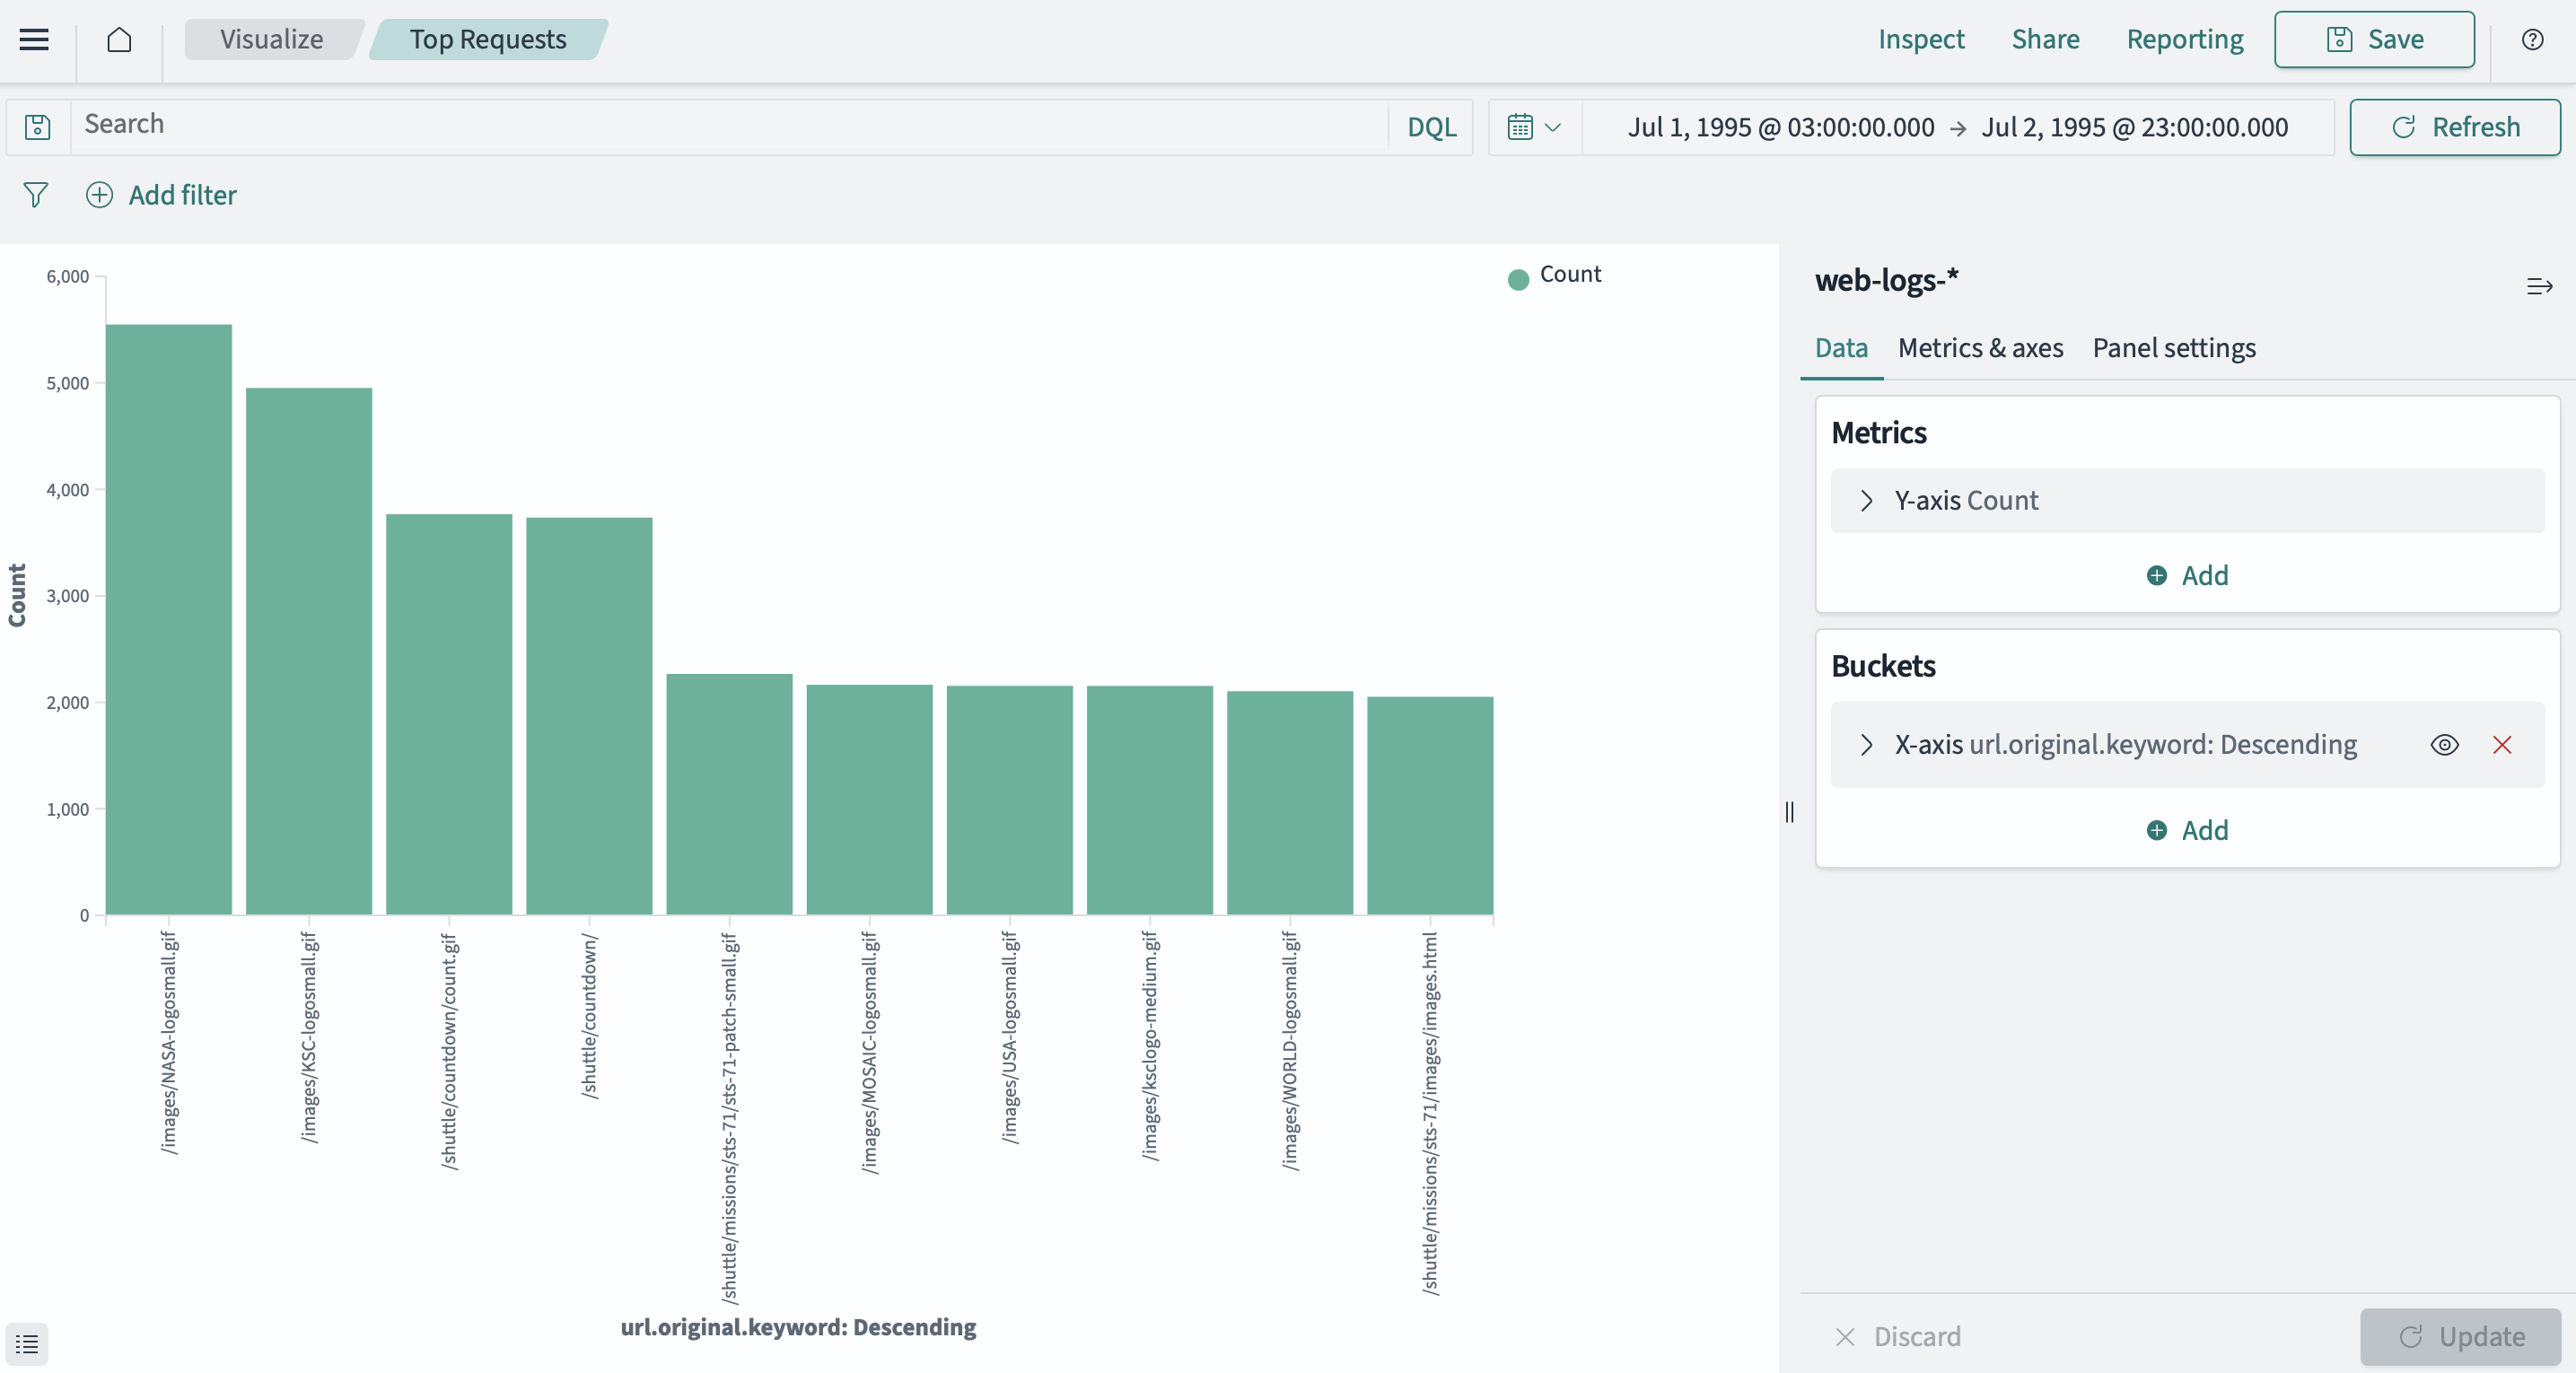 Visualize Top Requests Inspect Share Reporting Save
Search DQL Jul 1, 1995 @ 03:00:00.000 → Jul 2, 1995 @ 23:00:00.000 Refresh
Add filter
6,000
5,000
4,000
3,000
2,000
1,000
0
Count
Count
/images/NASA-logosmall.gif
/images/KSC-logosmall.gif
/shuttle/countdown/count.gif
/shuttle/countdown/
/shuttle/missions/sts-71/sts-71-patch-small.gif
/images/MOSAIC-logosmall.gif
/images/USA-logosmall.gif
/images/ksclogo-medium.gif
/images/WORLD-logosmall.gif
/shuttle/missions/sts-71/images/images.html
url.original.keyword: Descending
web-logs-*
Data Metrics & axes Panel settings
Metrics
Y-axis Count
Add
Buckets
X-axis url.original.keyword: Descending
Add
Discard Update